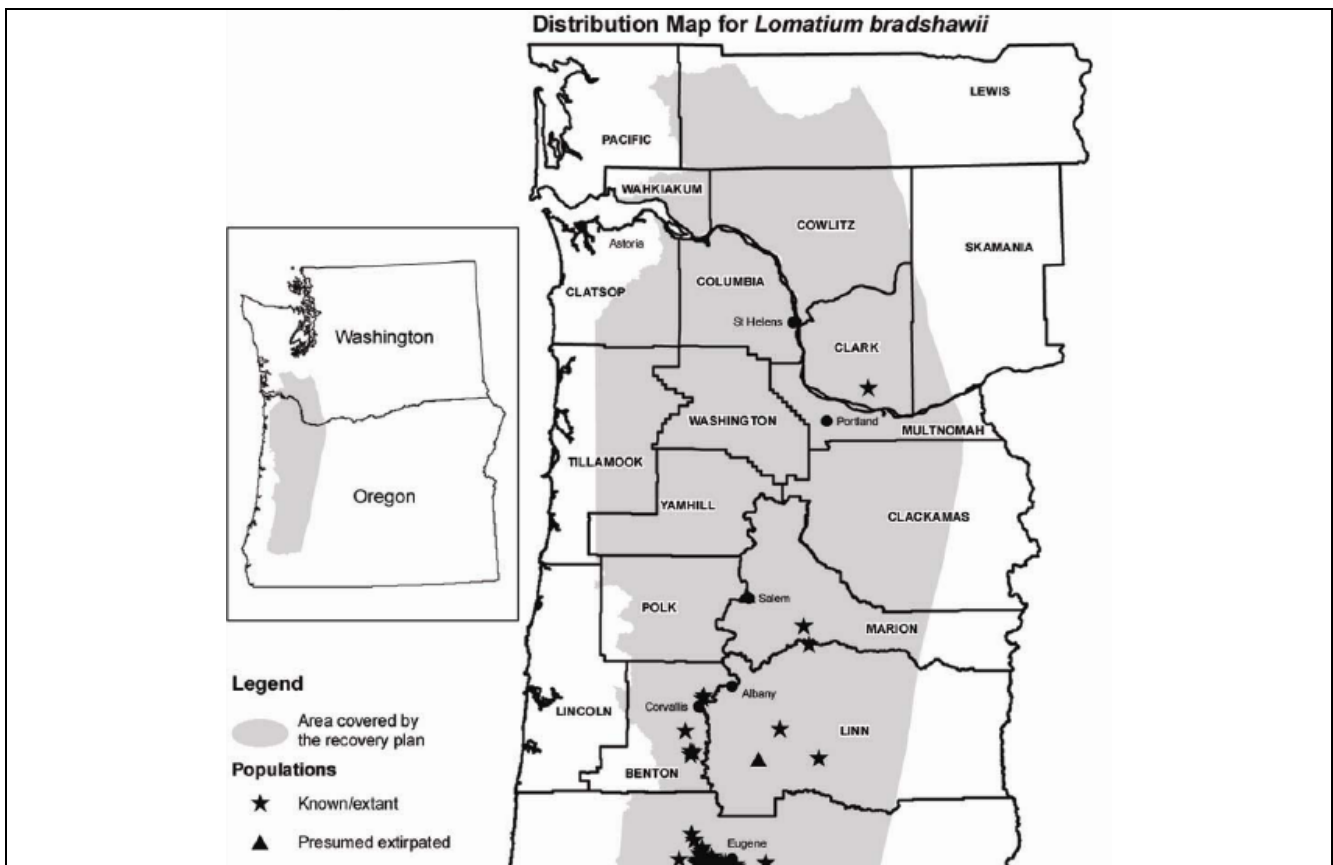 Distribution Map for Lomatium bradshawii
LEWIS
PACIFIC
WAHKIAKUM
COWLITZ
SKAMANIA
Astoria
COLUMBIA
CLATSOP
St Helens
CLARK
Washington
WASHINGTON
Portland
MULTNOMAH
TILLAMOOK
Oregon
YAMHILL
CLACKAMAS
POLK
Salem
MARION
Legend
Area covered by
the recovery plan
Albany
Corvallis
LINCOLN
LINN
Populations
BENTON
Known/extant
Presumed extirpated
Eugene